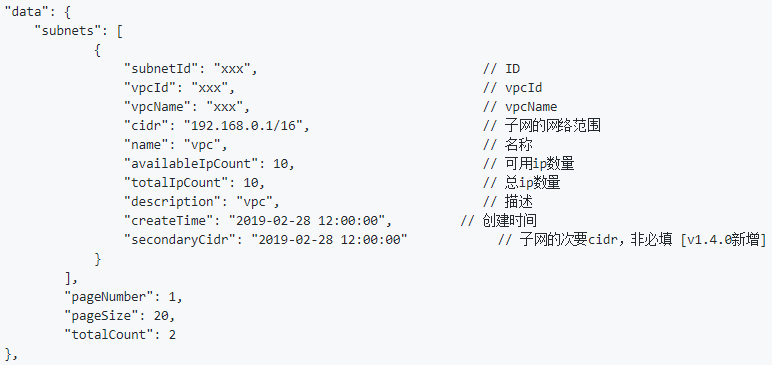 "data": {
"subnets": [
{
"subnetId": "xxx", // ID
"vpcId": "xxx", // vpcId
"vpcName": "xxx", // vpcName
"cidr": "192.168.0.1/16", // 子网的网络范围
"name": "vpc", // 名称
"availableIpCount": 10, // 可用ip数量
"totalIpCount": 10, // 总ip数量
"description": "vpc", // 描述
"createTime": "2019-02-28 12:00:00", // 创建时间
"secondaryCidr": "2019-02-28 12:00:00" // 子网的次要cidr，非必填 [v1.4.0新增]
}
],
"pageNumber": 1,
"pageSize": 20,
"totalCount": 2
},